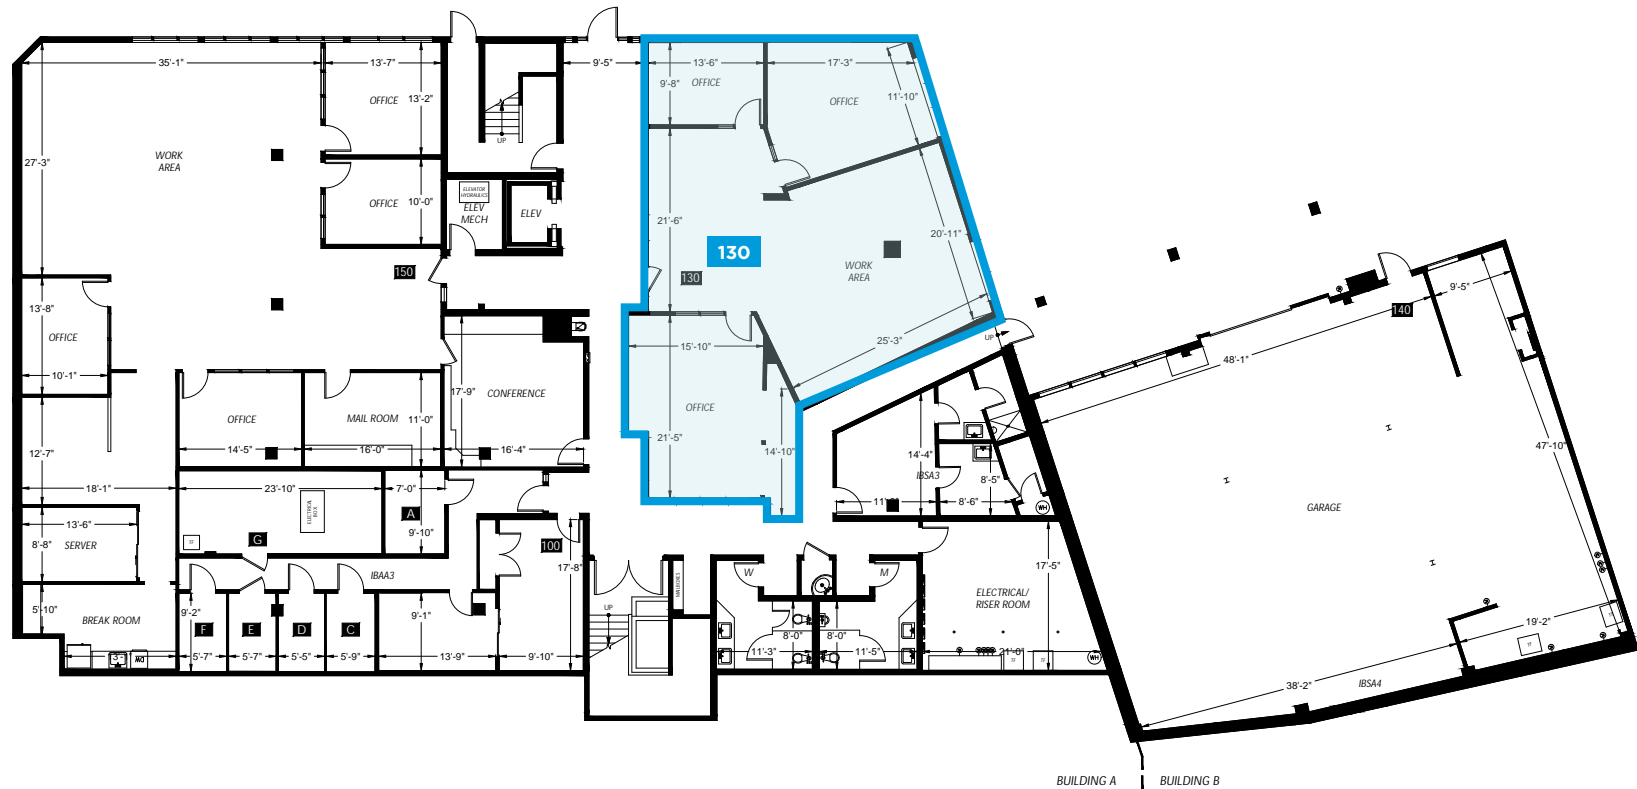 35'-1"
13'-7"
9'-5"
13'-6"
17'-3"
9'-8"
OFFICE
OFFICE
13'-2"
OFFICE
11'-10"
UP
WORK
AREA
27'-3"
ELEVATOR
HYDRAULICS
ELEV
MECH
ELEV
OFFICE
10'-0"
21'-6"
20'-11"
130
130
WORK
AREA
150
9'-5"
140
13'-8"
OFFICE
10'-1"
15'-10"
25'-3"
UP
48'-1"
17'-9"
CONFERENCE
OFFICE
MAIL ROOM
11'-0"
OFFICE
14'-5"
16'-0"
16'-4"
21'-5"
14'-10"
47'-10"
12'-7"
14'-4"
IBSA3
8'-5"
18'-1"
23'-10"
7'-0"
8'-6"
WH
ELECTRICAL
BOX
A
9'-10"
GARAGE
13'-6"
SERVER
8'-8"
G
100
17'-8"
17'-5"
IBAA3
W
M
MAILBOXES
ELECTRICAL/
RISER ROOM
5'-10"
BREAK ROOM
9'-2"
9'-1"
UP
F
E
D
C
8'-0"
8'-0"
19'-2"
DW
5'-7"
5'-7"
5'-5"
5'-9"
13'-9"
9'-10"
11'-3"
11'-5"
21'-0"
WH
38'-2"
IBSA4
BUILDING A
BUILDING B